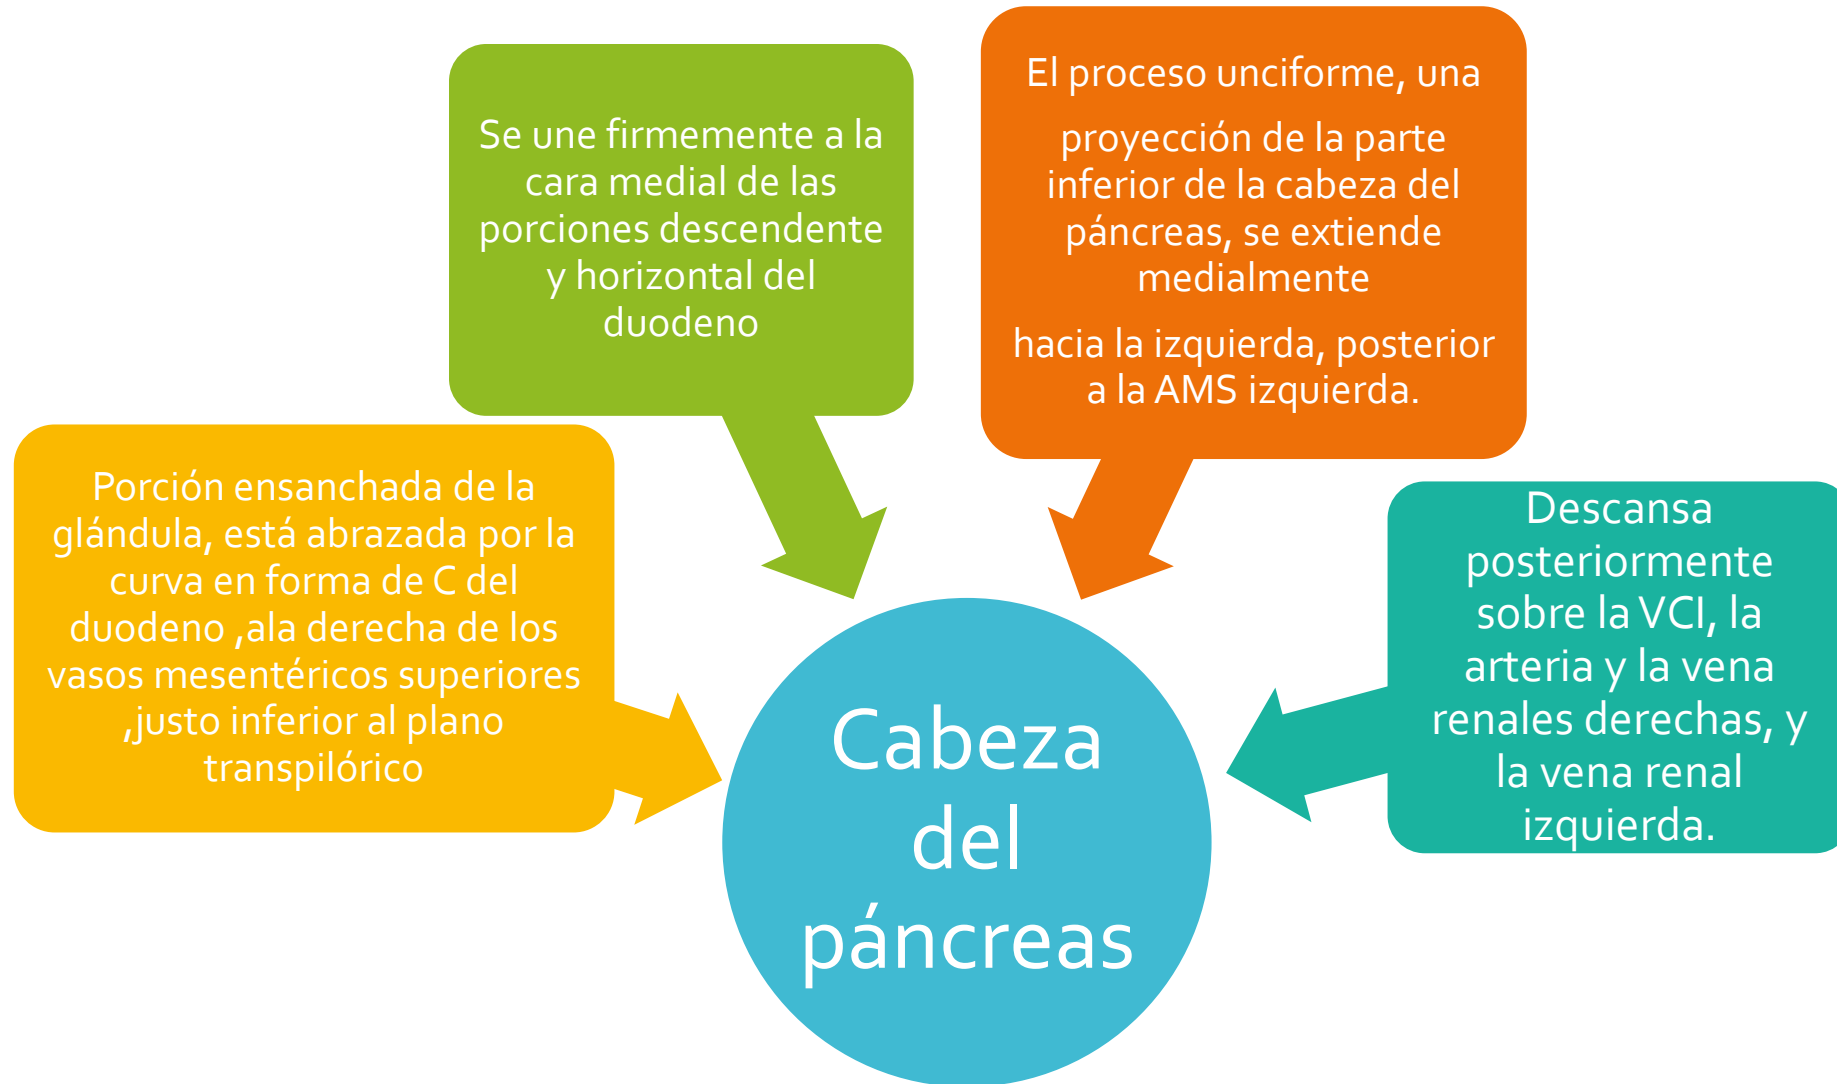 Porción ensanchada de la
glándula, está abrazada por la
curva en forma de C del
duodeno ,ala derecha de los
vasos mesentéricos superiores
,justo inferior al plano
transpilórico
Se une firmemente a la
cara medial de las
porciones descendente
y horizontal del
duodeno
El proceso unciforme, una
proyección de la parte
inferior de la cabeza del
páncreas, se extiende
medialmente
hacia la izquierda, posterior
a la AMS izquierda.
Descansa
posteriormente
sobre la VCI, la
arteria y la vena
renales derechas, y
la vena renal
izquierda.
Cabeza
del
páncreas